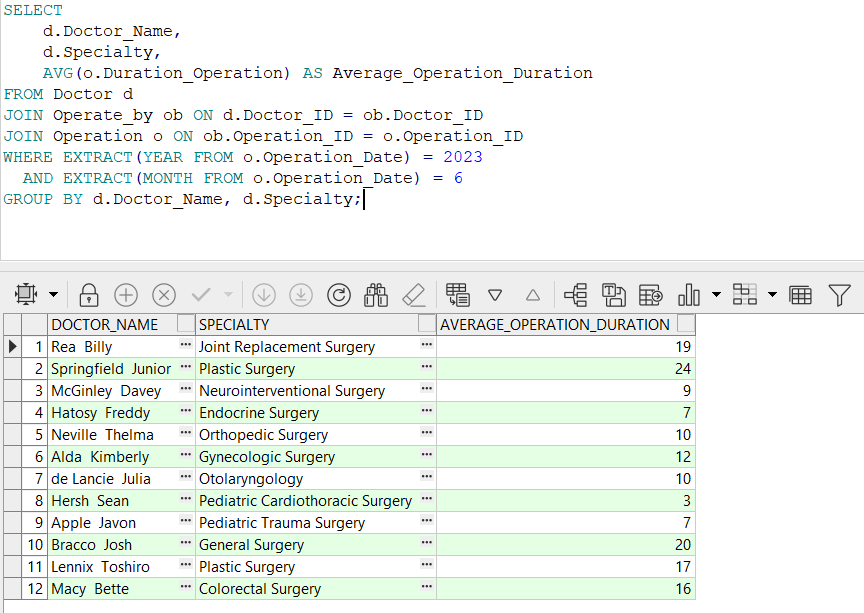 SELECT
    d.Doctor_Name,
    d.Specialty,
    AVG(o.Duration_Operation) AS Average_Operation_Duration
FROM Doctor d
JOIN Operate_by ob ON d.Doctor_ID = ob.Doctor_ID
JOIN Operation o ON ob.Operation_ID = o.Operation_ID
WHERE EXTRACT(YEAR FROM o.Operation_Date) = 2023
  AND EXTRACT(MONTH FROM o.Operation_Date) = 6
GROUP BY d.Doctor_Name, d.Specialty;
DOCTOR_NAME SPECIALTY AVERAGE_OPERATION_DURATION
1 Rea  Billy ... Joint Replacement Surgery ... 19
2 Springfield  Junior ... Plastic Surgery ... 24
3 McGinley  Davey ... Neurointerventional Surgery ... 9
4 Hatosy  Freddy ... Endocrine Surgery ... 7
5 Neville  Thelma ... Orthopedic Surgery ... 10
6 Alda  Kimberly ... Gynecologic Surgery ... 12
7 de Lancie  Julia ... Otolaryngology ... 10
8 Hersh  Sean ... Pediatric Cardiothoracic Surgery ... 3
9 Apple  Javon ... Pediatric Trauma Surgery ... 7
10 Bracco  Josh ... General Surgery ... 20
11 Lennix  Toshiro ... Plastic Surgery ... 17
12 Macy  Bette ... Colorectal Surgery ... 16